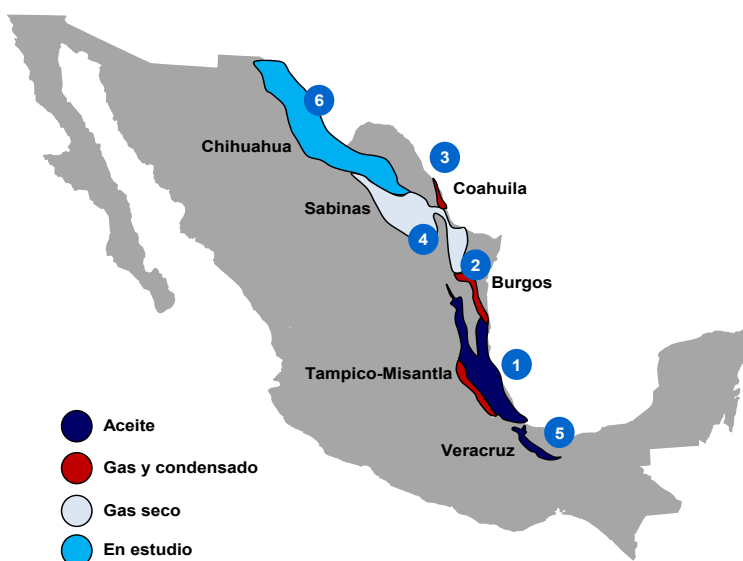 6
Chihuahua
3
Coahuila
Sabinas
4
2
Burgos
1
Tampico-Misantla
5
Veracruz
Aceite
Gas y condensado
Gas seco
En estudio